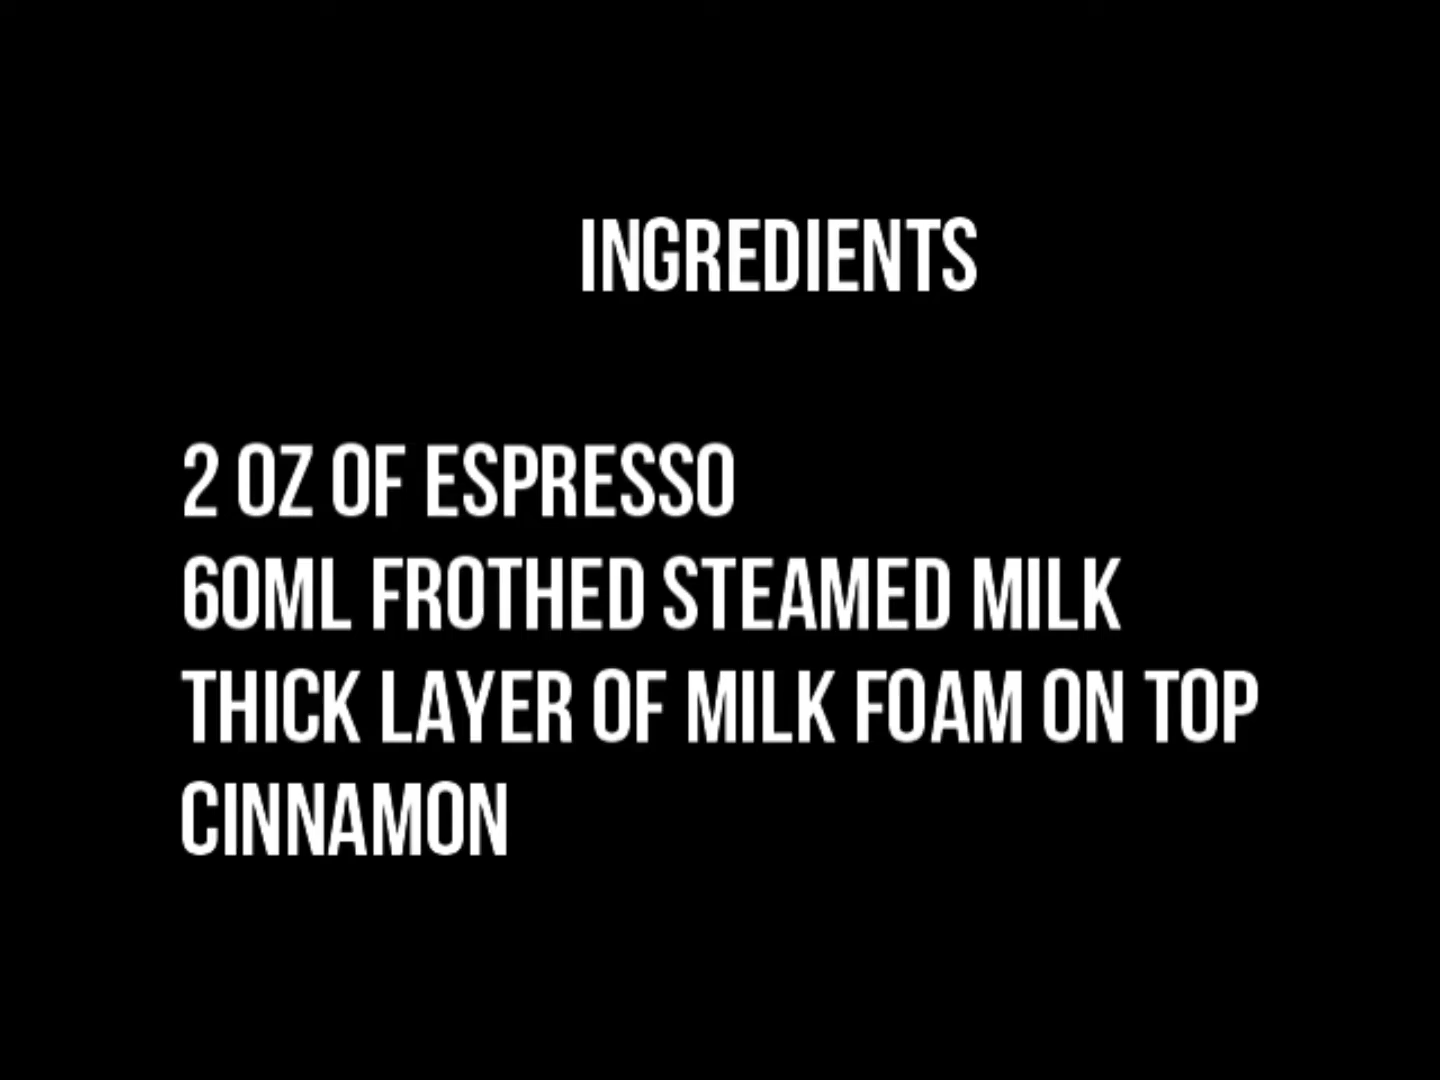 INGREDIENTS
2 OZ OF ESPRESSO
60ML FROTHED STEAMED MILK
THICK LAYER OF MILK FOAM ON TOP
CINNAMON